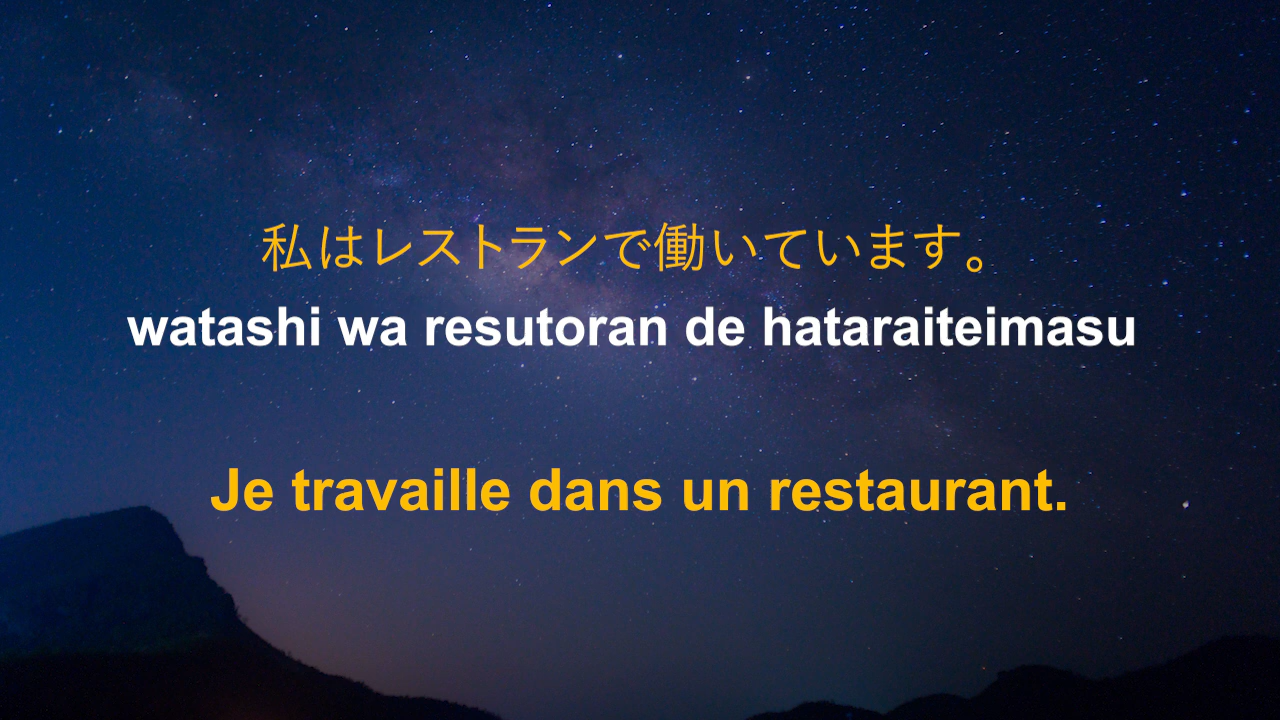 私はレストランで働いています。
watashi wa resutoran de hataraiteimasu
Je travaille dans un restaurant.